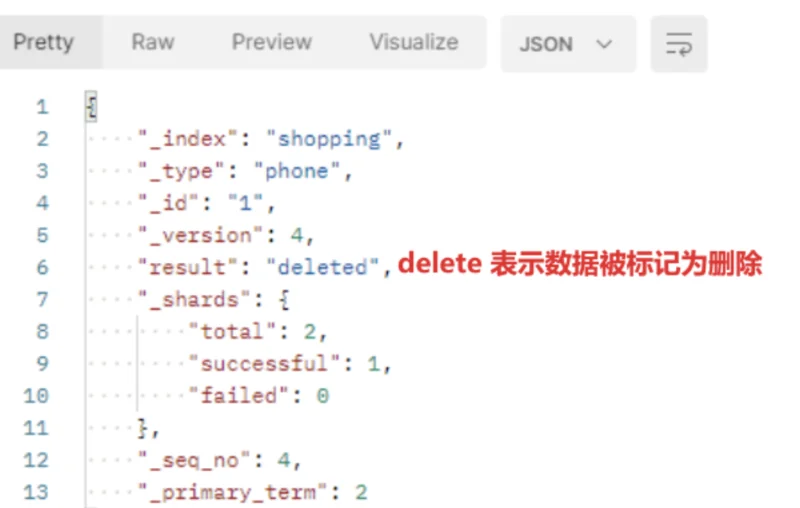 Pretty Raw Preview Visualize JSON
1 {
2 "_index": "shopping",
3 "_type": "phone",
4 "_id": "1",
5 "_version": 4,
6 "result": "deleted", delete 表示数据被标记为删除
7 "_shards": {
8 "total": 2,
9 "successful": 1,
10 "failed": 0
11 },
12 "_seq_no": 4,
13 "_primary_term": 2